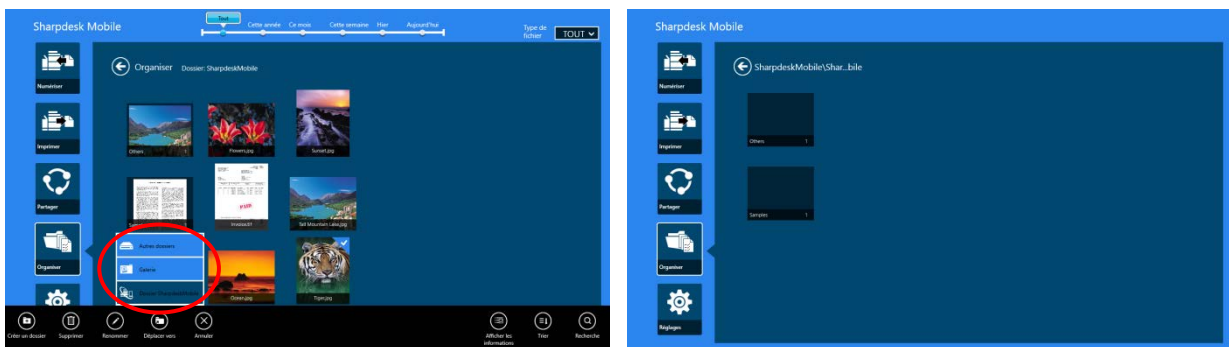 Sharpdesk Mobile
Tout
Cette année
Ce mois
Cette semaine
Hier
Aujourd'hui
Type de
fichier
TOUT
Numériser
Imprimer
Partager
Organiser
Organiser
Dossier: SharpdeskMobile
Others 1
Flowers.jpg
Sunset.jpg
Tall Mountain Lake.jpg
Autres dossiers
Galerie
Dossier SharpdeskMobile
Ocean.jpg
Tiger.jpg
Créer un dossier
Supprimer
Renommer
Déplacer vers
Annuler
Afficher les
informations
Trier
Recherche
Sharpdesk Mobile
Numériser
Imprimer
Partager
Organiser
Réglages
SharpdeskMobile\Shar...bile
Others 1
Samples 1